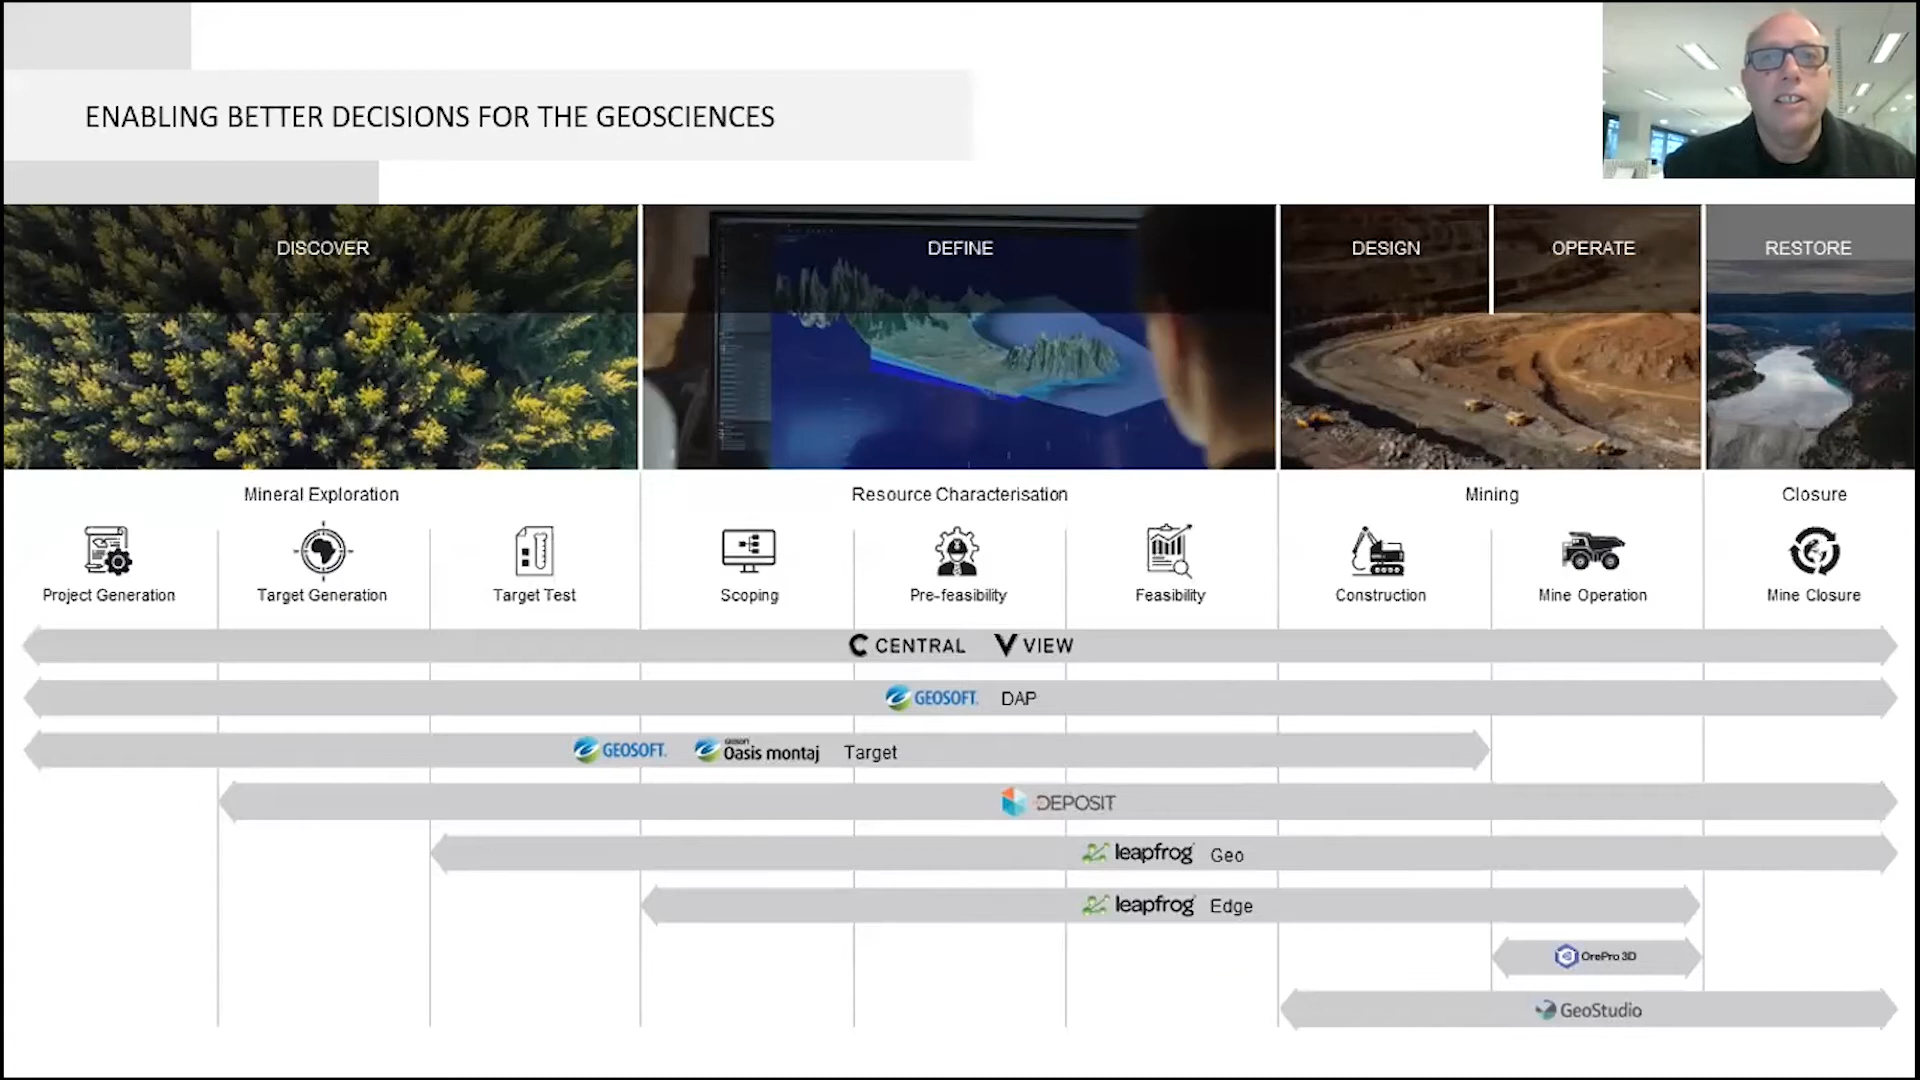 ENABLING BETTER DECISIONS FOR THE GEOSCIENCES
DISCOVER
DEFINE
DESIGN
OPERATE
RESTORE
Mineral Exploration
Resource Characterisation
Mining
Closure
Project Generation
Target Generation
Target Test
Scoping
Pre-feasibility
Feasibility
Construction
Mine Operation
Mine Closure
CENTRAL VIEW
GEOSOFT. DAP
GEOSOFT. GEOSOFT Oasis montaj Target
DEPOSIT
leapfrog Geo
leapfrog Edge
OrePro 3D
GeoStudio